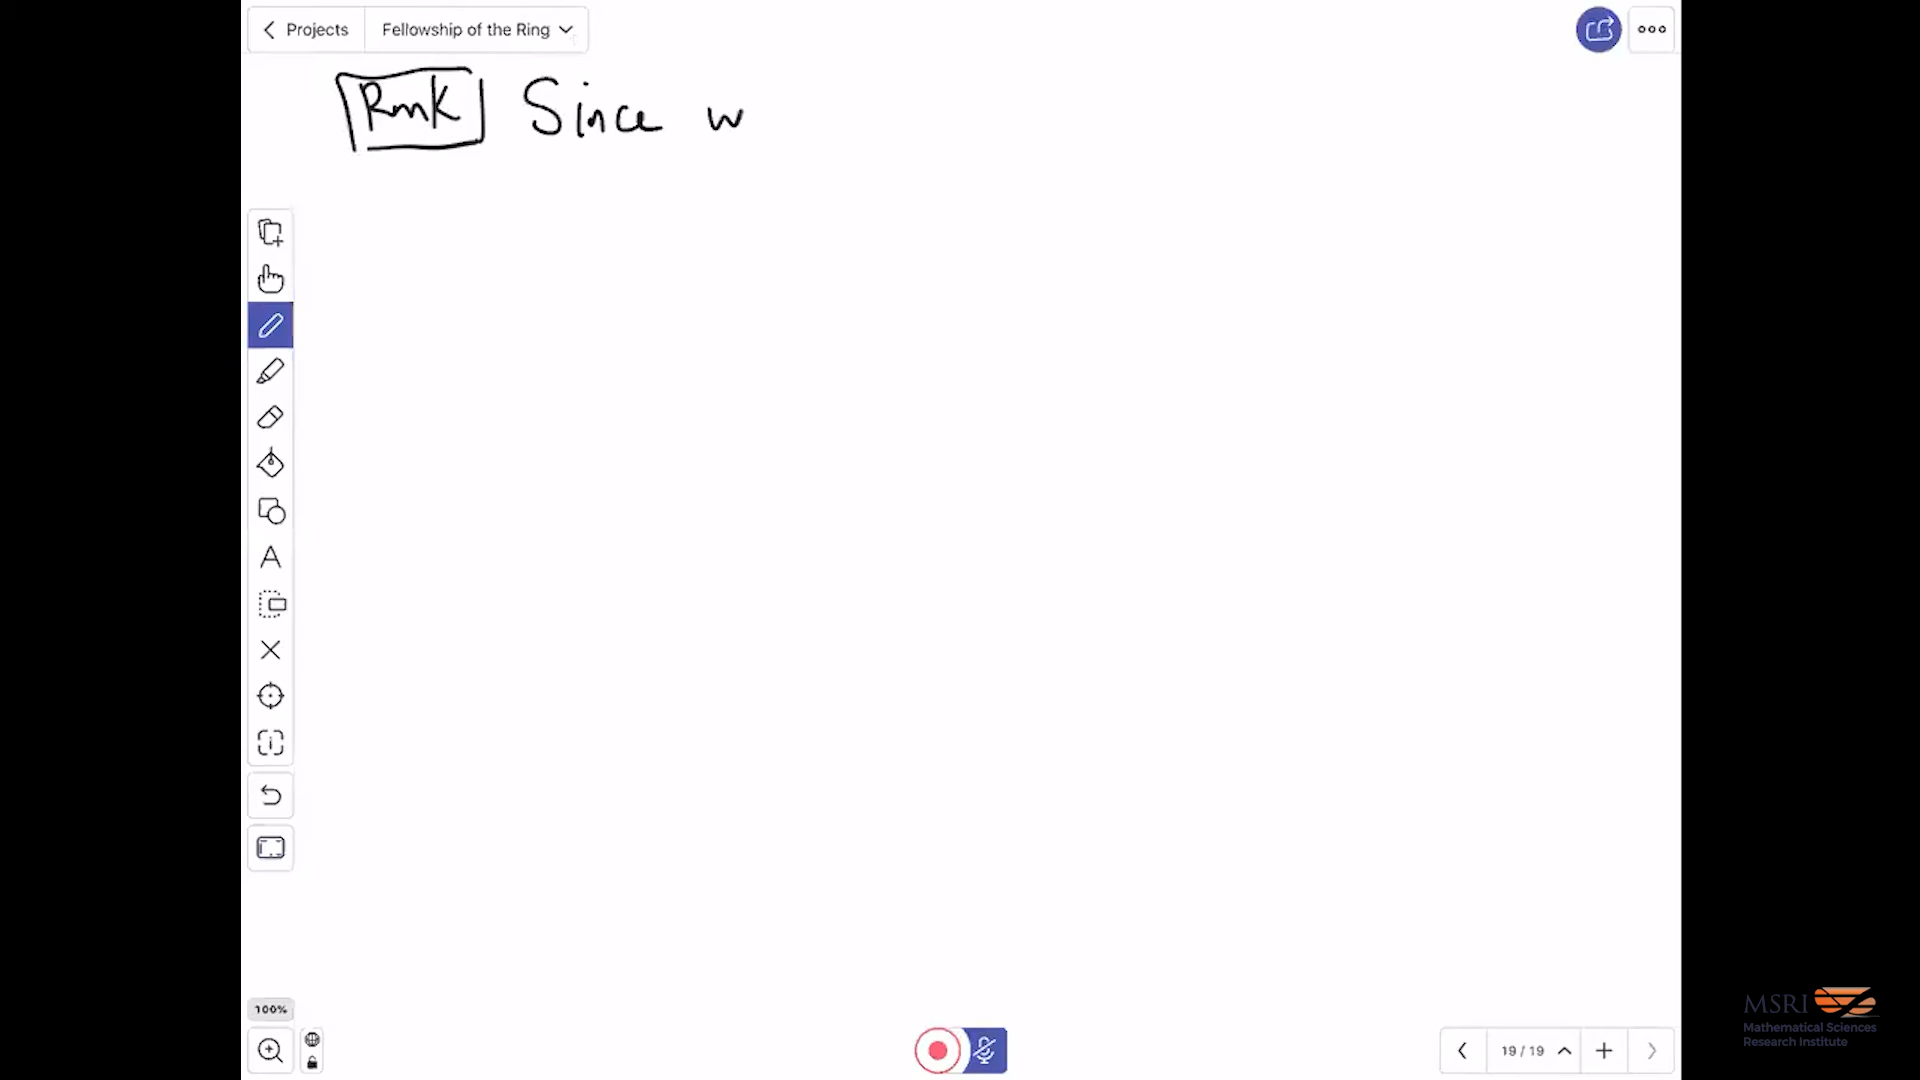 Projects
Fellowship of the Ring
Rmk Since w
A
100%
19/19
MSRI
Mathematical Sciences
Research Institute